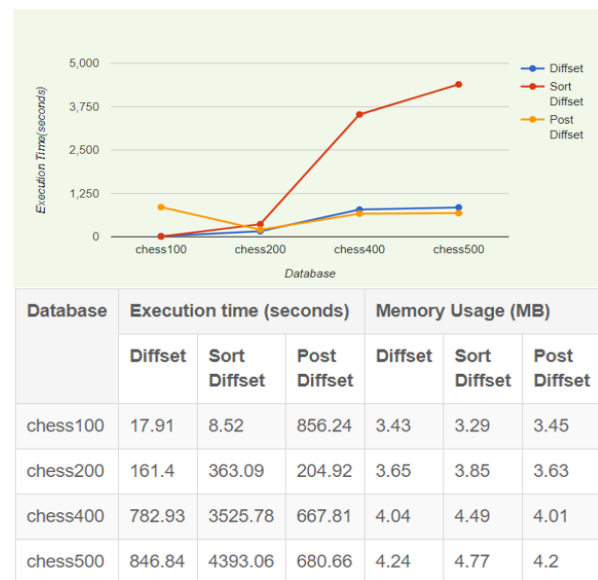 5,000
3,750
2,500
1,250
0
Execution Time(seconds)
chess100 chess200 chess400 chess500
Database
Diffset
Sort
Diffset
Post
Diffset
Database Execution time (seconds) Memory Usage (MB)
Diffset Sort Diffset Post Diffset Diffset Sort Diffset Post Diffset
chess100 17.91 8.52 856.24 3.43 3.29 3.45
chess200 161.4 363.09 204.92 3.65 3.85 3.63
chess400 782.93 3525.78 667.81 4.04 4.49 4.01
chess500 846.84 4393.06 680.66 4.24 4.77 4.2